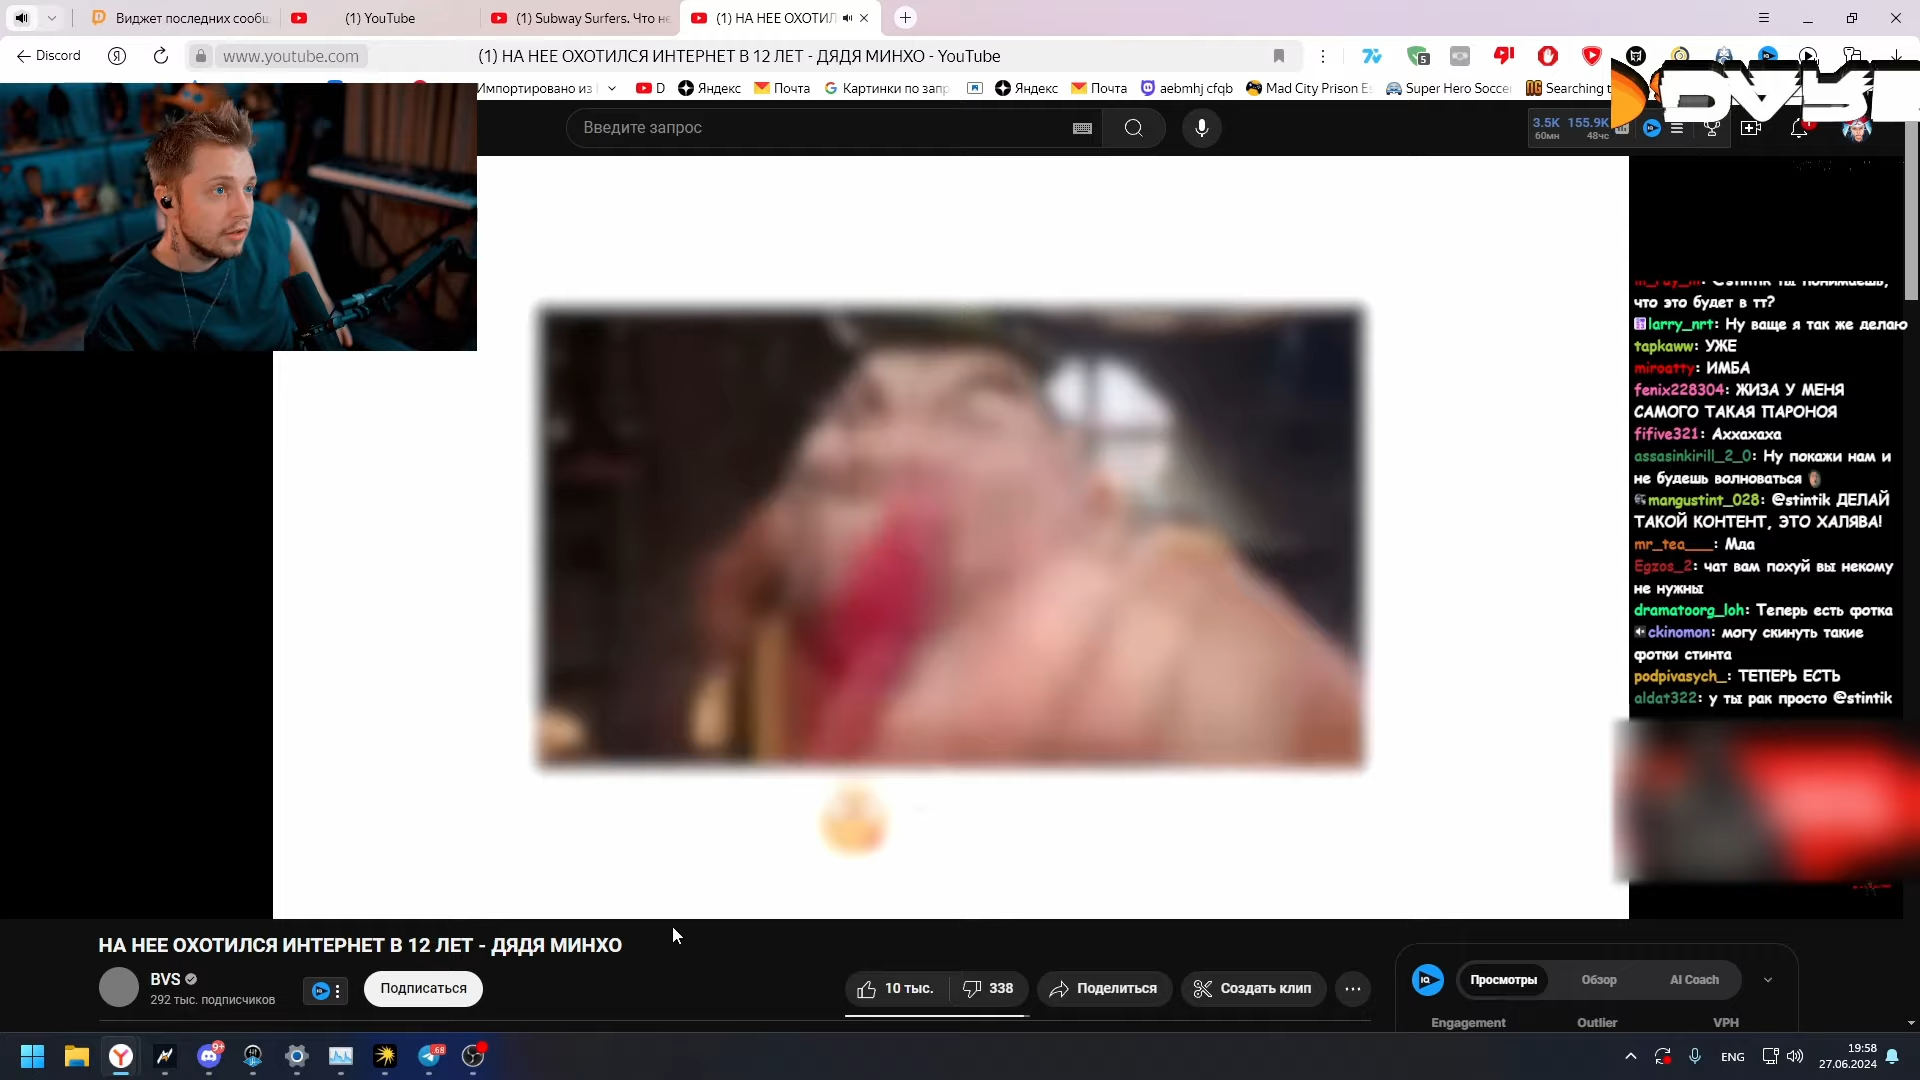 Виджет последних сообщ
(1) YouTube
(1) Subway Surfers. Что не
(1) НА НЕЕ ОХОТИЛ
Discord
www.youtube.com
(1) НА НЕЕ ОХОТИЛСЯ ИНТЕРНЕТ В 12 ЛЕТ - ДЯДЯ МИНХО - YouTube
Импортировано из
D
Яндекс
Почта
Картинки по запр
Яндекс
Почта
aebmhj cfqb
Mad City Prison Es
Super Hero Soccer
Searching t
Введите запрос
3.5K 155.9K
60мн 48чс
что это будет в тт?
larry_nrt: Ну ваще я так же делаю
tapkaww: УЖЕ
miroatty: ИМБА
fenix228304: ЖИЗА У МЕНЯ
САМОГО ТАКАЯ ПАРОНОЯ
fifive321: Аххахаха
assasinkirill_2_0: Ну покажи нам и
не будешь волноваться
mangustint_028: @stintik ДЕЛАЙ
ТАКОЙ КОНТЕНТ, ЭТО ХАЛЯВА!
mr_tea___: Мда
Egzos_2: чат вам похуй вы некому
не нужны
dramatoorg_loh: Теперь есть фотка
ckinomon: могу скинуть такие
фотки стинта
podpivasych_: ТЕПЕРЬ ЕСТЬ
aldat322: у ты рак просто @stintik
НА НЕЕ ОХОТИЛСЯ ИНТЕРНЕТ В 12 ЛЕТ - ДЯДЯ МИНХО
BVS
292 тыс. подписчиков
Подписаться
10 тыс.
338
Поделиться
Создать клип
Просмотры
Обзор
AI Coach
Engagement
Outlier
VPH
ENG
19:58
27.06.2024